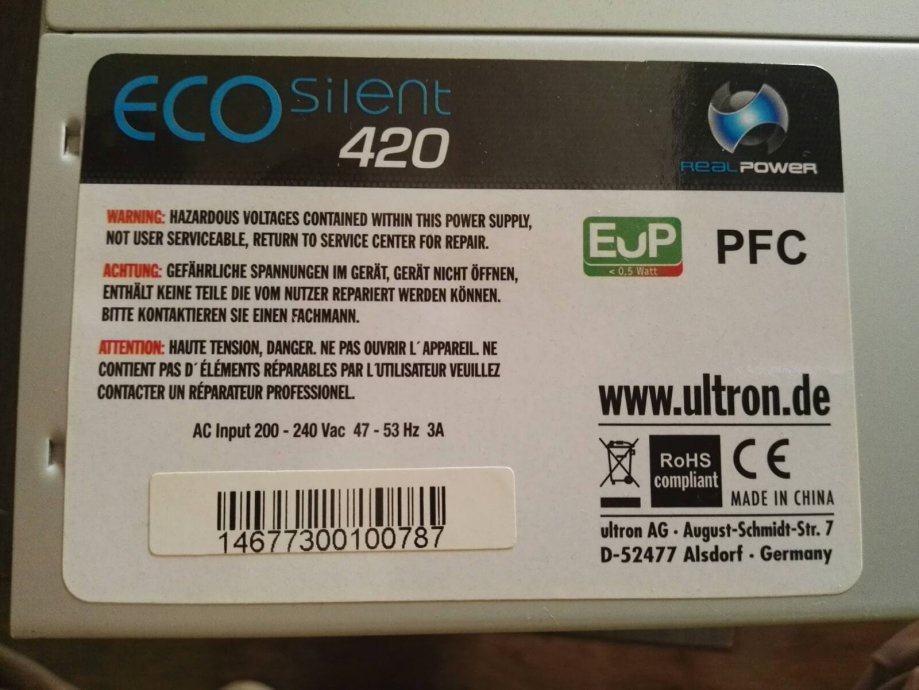 ECO Silent
420
REALPOWER
WARNING: HAZARDOUS VOLTAGES CONTAINED WITHIN THIS POWER SUPPLY,
NOT USER SERVICEABLE, RETURN TO SERVICE CENTER FOR REPAIR.
ACHTUNG: GEFÄHRLICHE SPANNUNGEN IM GERÄT, GERÄT NICHT ÖFFNEN,
ENTHÄLT KEINE TEILE DIE VOM NUTZER REPARIERT WERDEN KÖNNEN.
BITTE KONTAKTIEREN SIE EINEN FACHMANN.
ATTENTION: HAUTE TENSION, DANGER. NE PAS OUVRIR L´ APPAREIL. NE
CONTIENT PAS D´ ÉLÉMENTS RÉPARABLES PAR L´UTILISATEUR VEUILLEZ
CONTACTER UN RÉPARATEUR PROFESSIONEL.
AC Input 200 - 240 Vac 47 - 53 Hz 3A
14677300100787
EuP
< 0,5 Watt
PFC
www.ultron.de
RoHS
compliant
CE
MADE IN CHINA
ultron AG · August-Schmidt-Str. 7
D-52477 Alsdorf · Germany